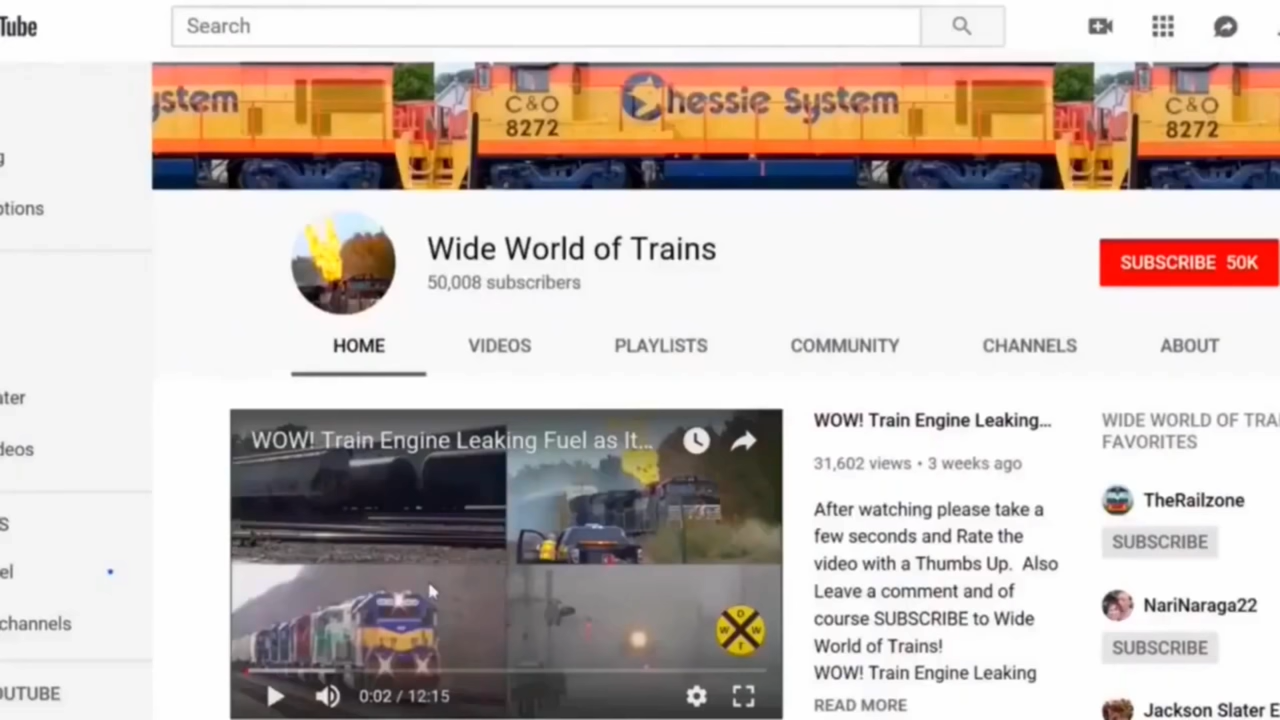 Tube
Search
ystem
C&O
8272
Chessie System
C&O
8272
g
ptions
Wide World of Trains
50,008 subscribers
SUBSCRIBE 50K
HOME
VIDEOS
PLAYLISTS
COMMUNITY
CHANNELS
ABOUT
ater
deos
S
el
channels
OUTUBE
WOW! Train Engine Leaking Fuel as It...
W O W T
0:02 / 12:15
WOW! Train Engine Leaking...
31,602 views • 3 weeks ago
After watching please take a
few seconds and Rate the
video with a Thumbs Up. Also
Leave a comment and of
course SUBSCRIBE to Wide
World of Trains!
WOW! Train Engine Leaking
READ MORE
WIDE WORLD OF TRA
FAVORITES
TheRailzone
SUBSCRIBE
NariNaraga22
SUBSCRIBE
Jackson Slater E